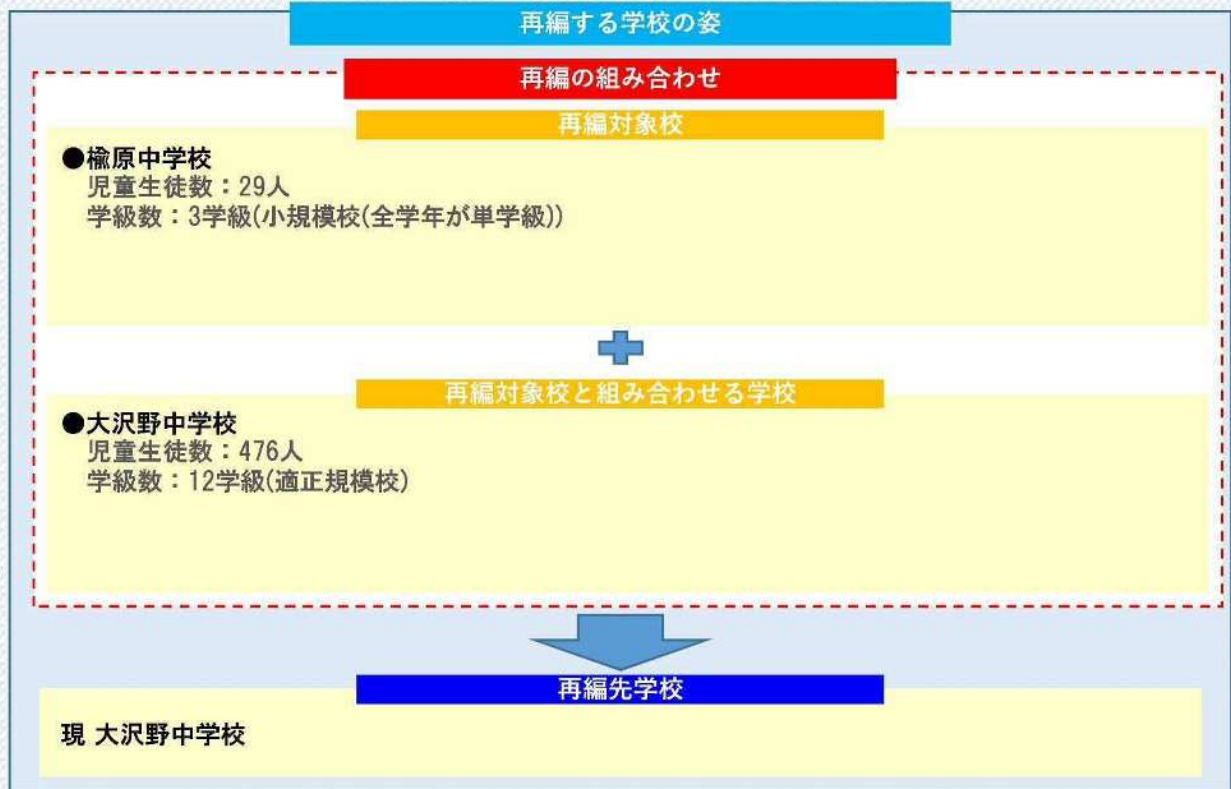 再編する学校の姿
再編の組み合わせ
再編対象校
●楡原中学校
児童生徒数：29人
学級数：3学級(小規模校(全学年が単学級))
再編対象校と組み合わせる学校
●大沢野中学校
児童生徒数：476人
学級数：12学級(適正規模校)
再編先学校
現 大沢野中学校